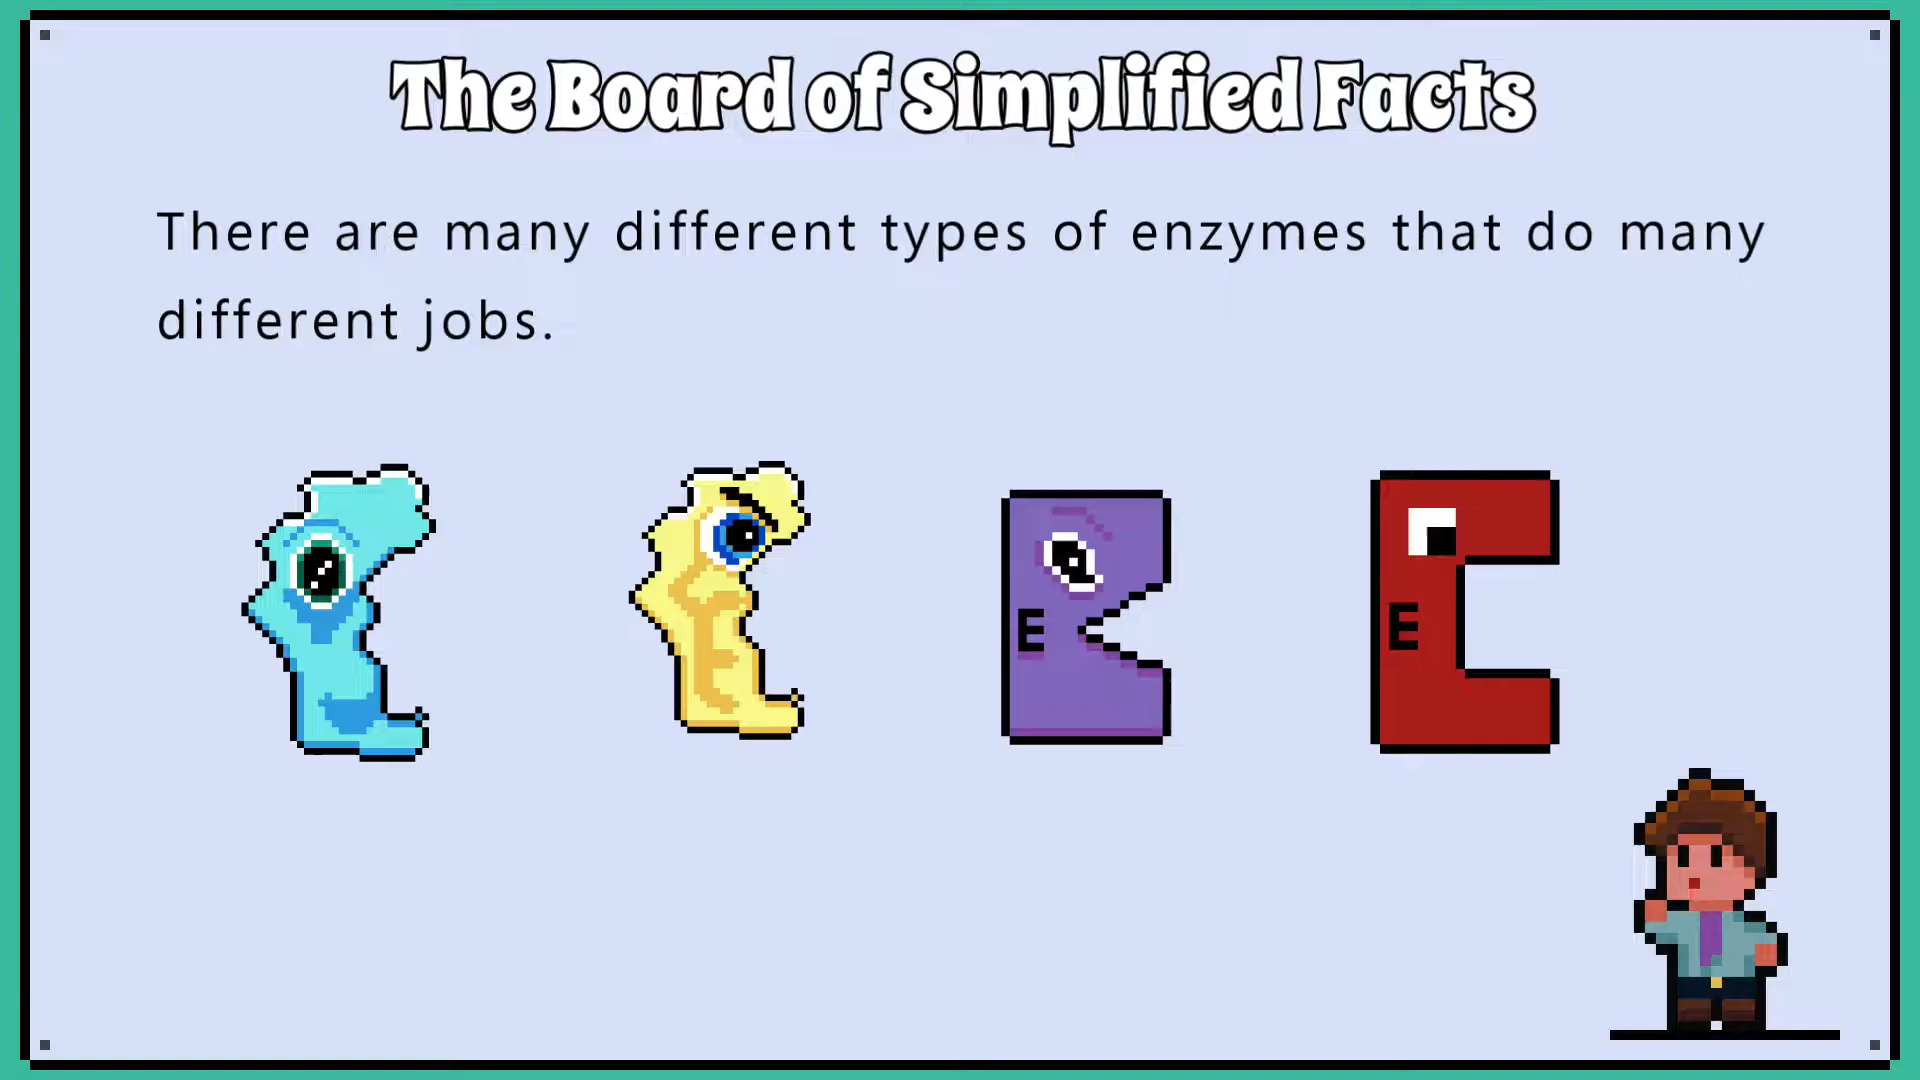 The Board of Simplified Facts
There are many different types of enzymes that do many
different jobs.
E
E